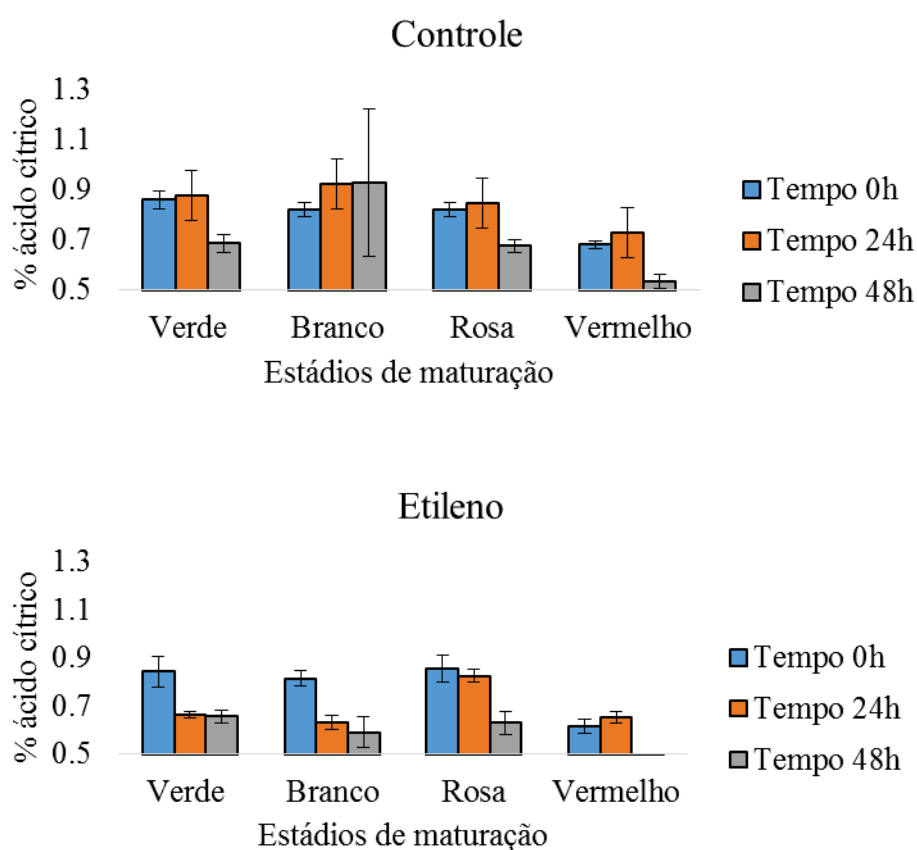 Controle
% ácido cítrico
1.3
1.1
0.9
0.7
0.5
Verde Branco Rosa Vermelho
Estádios de maturação
Tempo 0h
Tempo 24h
Tempo 48h
Etileno
% ácido cítrico
1.3
1.1
0.9
0.7
0.5
Verde Branco Rosa Vermelho
Estádios de maturação
Tempo 0h
Tempo 24h
Tempo 48h